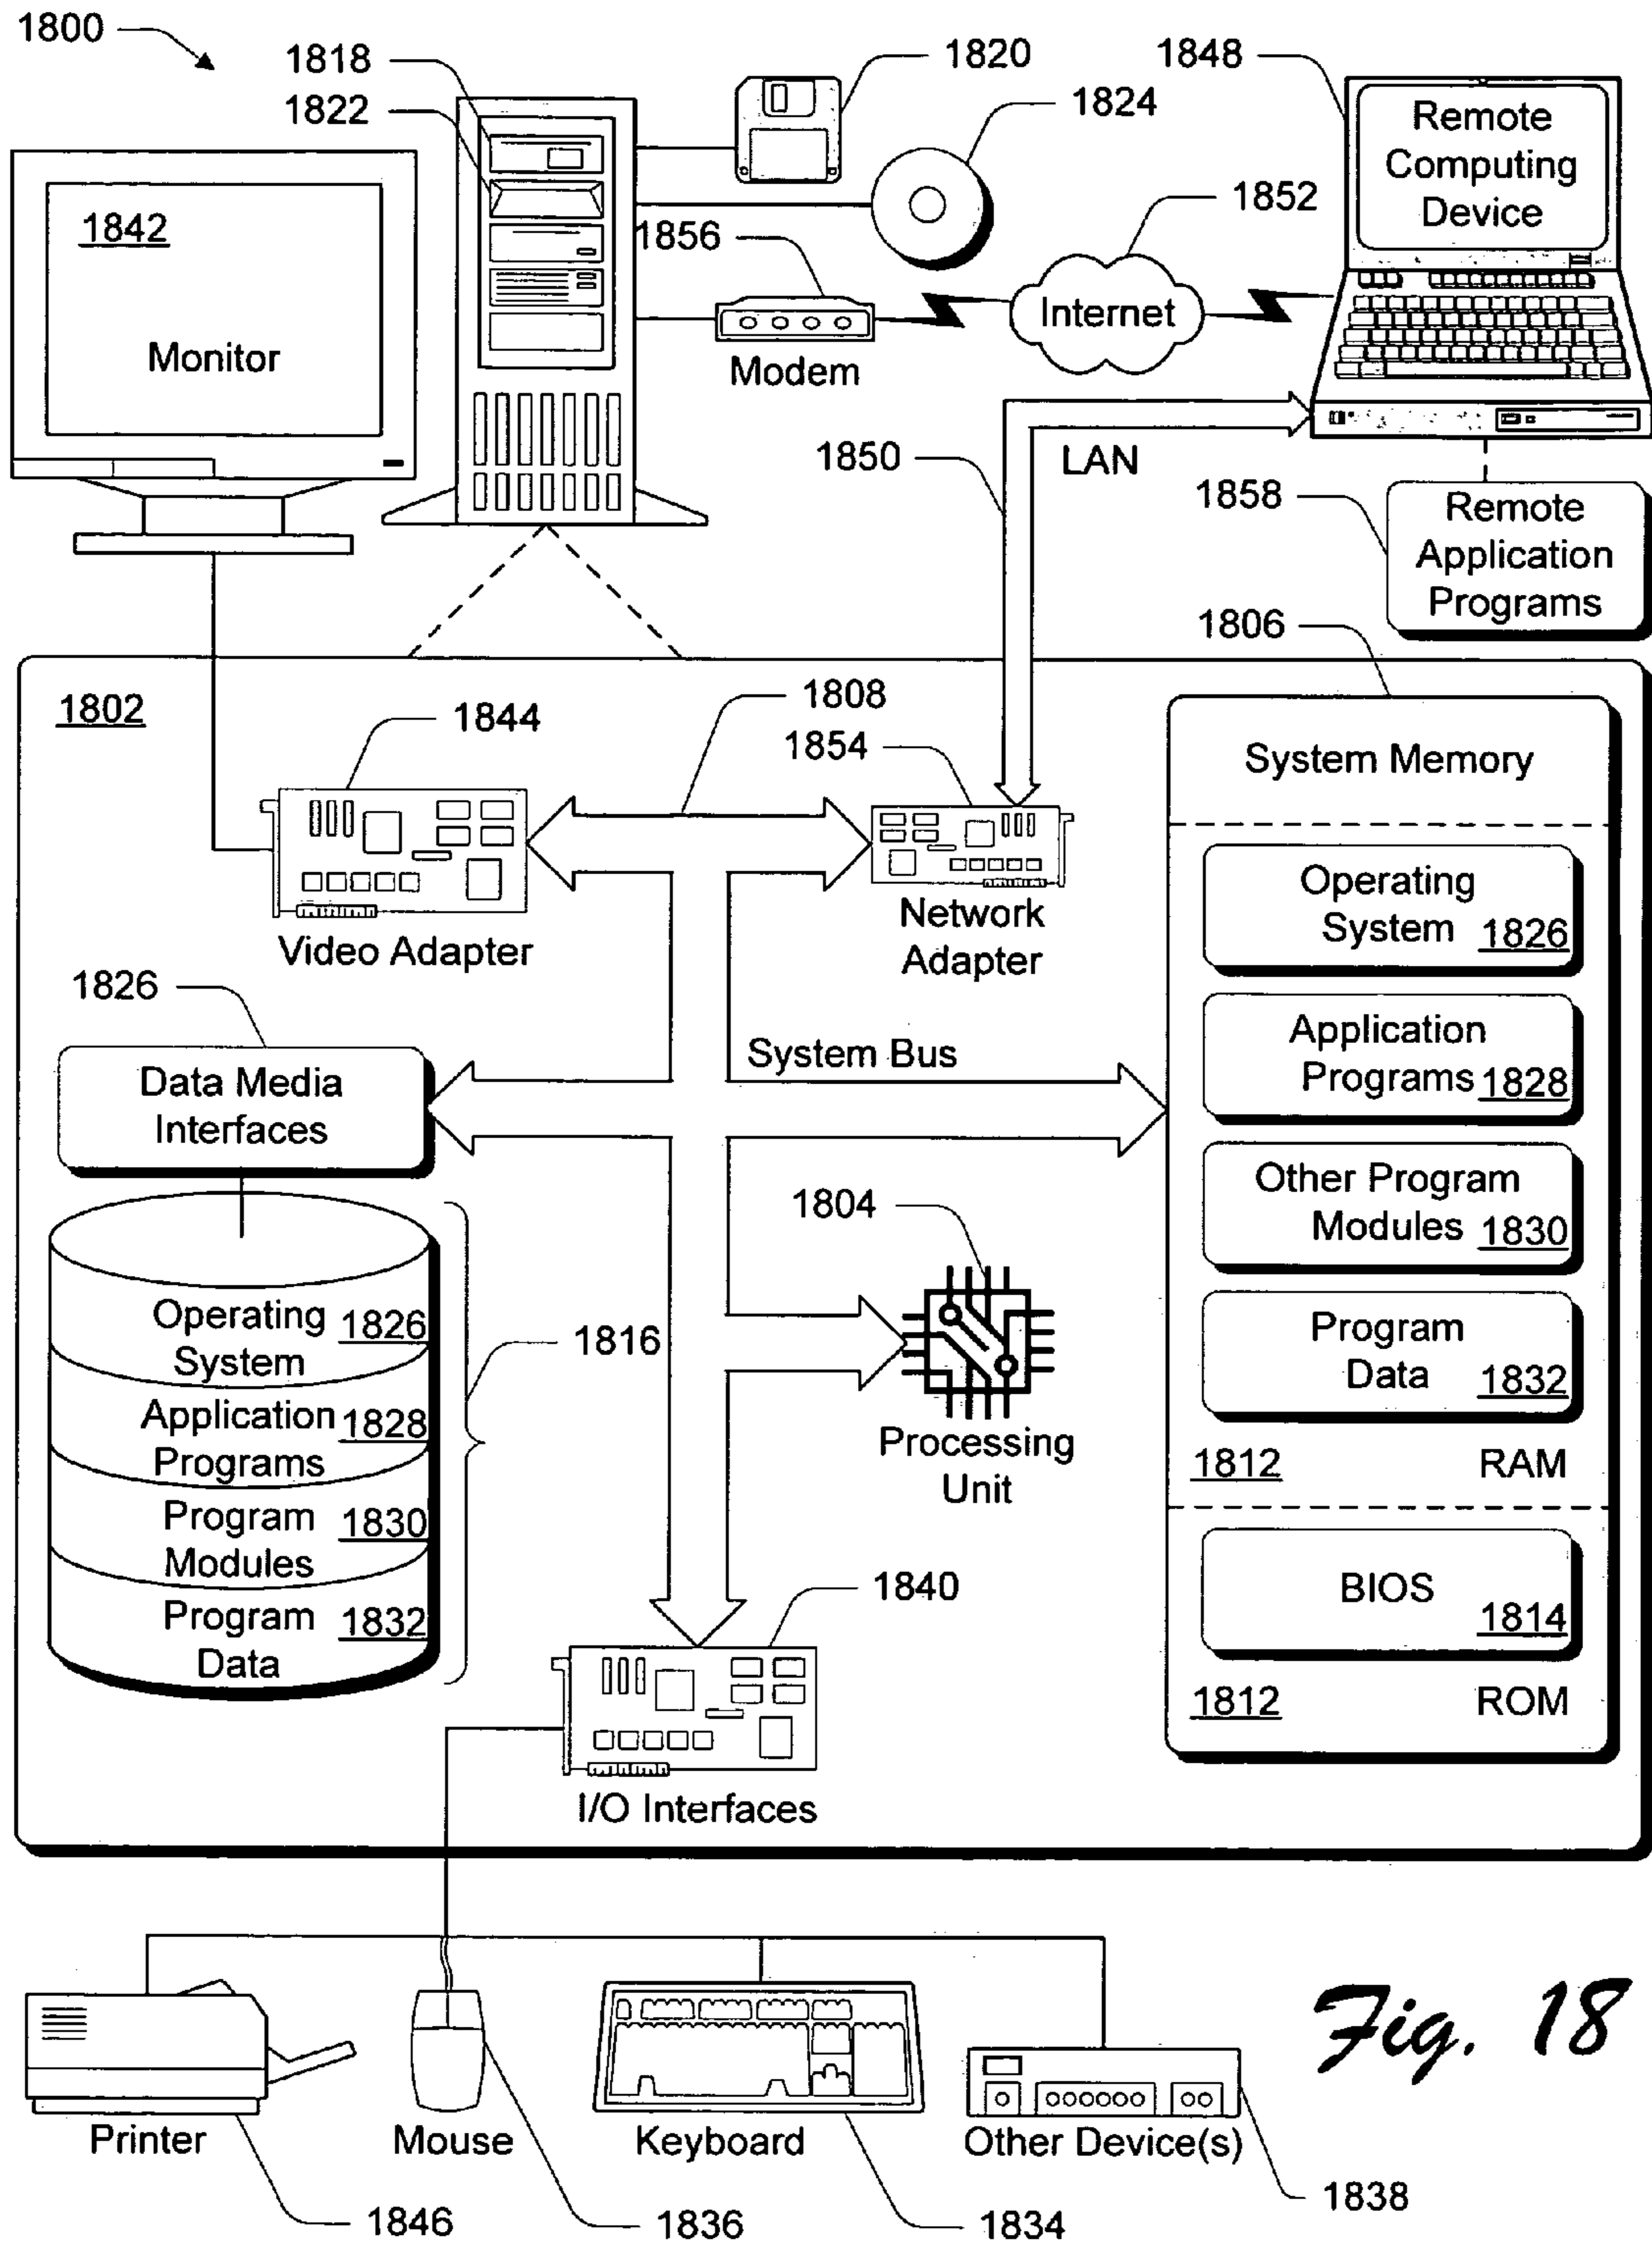 1800
1818
1822
1820
1824
1848
Remote
Computing
Device
1852
1842
Monitor
1856
Modem
Internet
1850
LAN
1858
Remote
Application
Programs
1806
1802
1844
1808
1854
System Memory
Video Adapter
Network
Adapter
Operating
System 1826
1826
Data Media
Interfaces
System Bus
Application
Programs 1828
Other Program
Modules 1830
1804
Processing
Unit
Program
Data 1832
1812 RAM
Operating 1826
System
Application 1828
Programs
Program 1830
Modules
Program 1832
Data
1816
BIOS
1814
1812 ROM
1840
I/O Interfaces
Printer
Mouse
Keyboard
Other Device(s)
1846
1836
1834
1838
Fig. 18